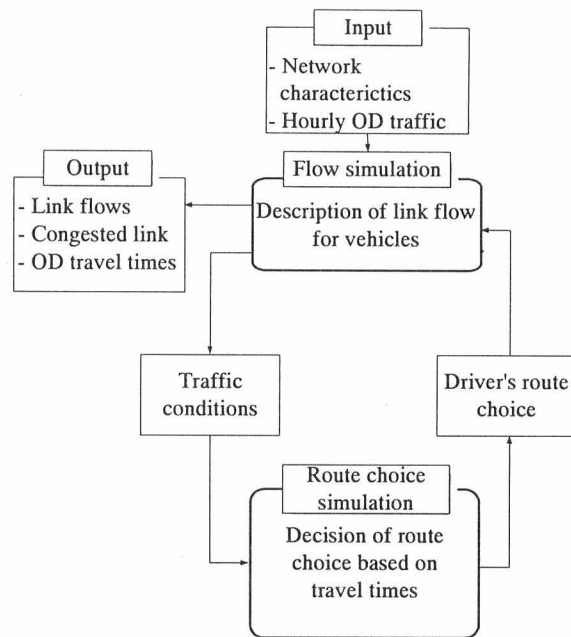 Input
- Network
characterictics
- Hourly OD traffic
Output
- Link flows
- Congested link
- OD travel times
Flow simulation
Description of link flow
for vehicles
Traffic
conditions
Driver's route
choice
Route choice
simulation
Decision of route
choice based on
travel times